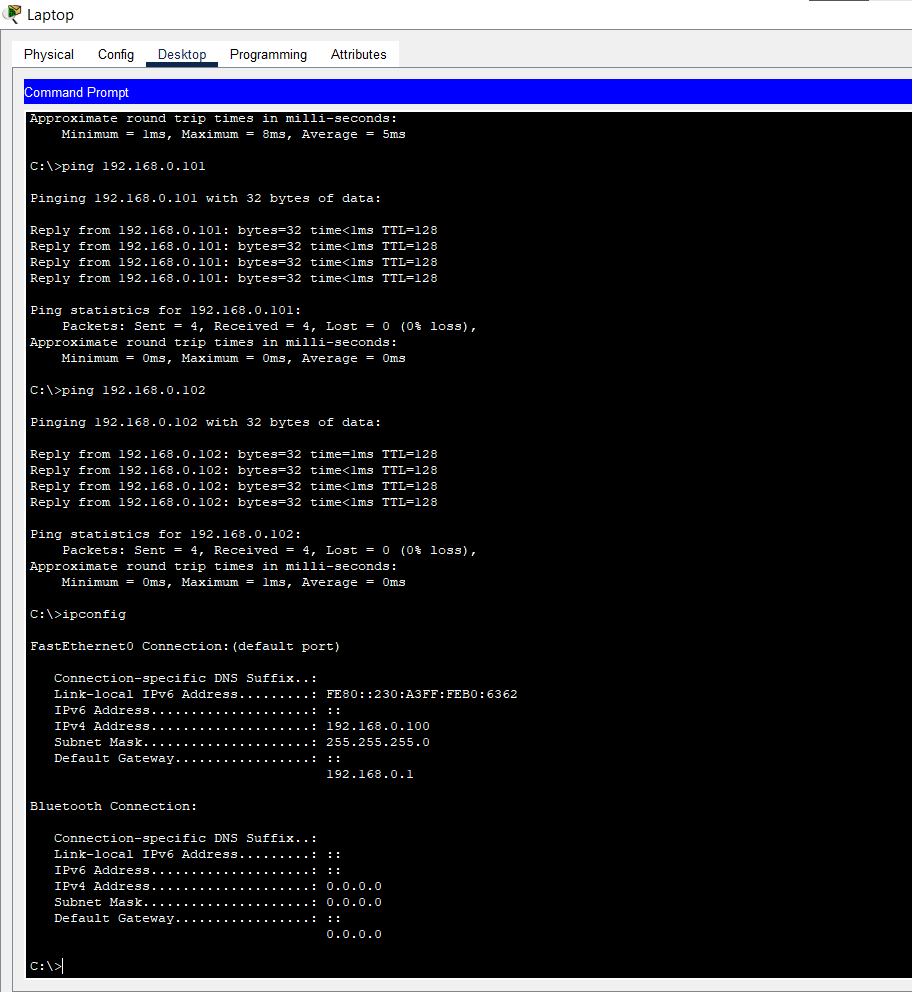 Laptop
Physical Config Desktop Programming Attributes
Command Prompt
Approximate round trip times in milli-seconds:
    Minimum = 1ms, Maximum = 8ms, Average = 5ms

C:\>ping 192.168.0.101

Pinging 192.168.0.101 with 32 bytes of data:

Reply from 192.168.0.101: bytes=32 time<1ms TTL=128
Reply from 192.168.0.101: bytes=32 time<1ms TTL=128
Reply from 192.168.0.101: bytes=32 time<1ms TTL=128
Reply from 192.168.0.101: bytes=32 time<1ms TTL=128

Ping statistics for 192.168.0.101:
    Packets: Sent = 4, Received = 4, Lost = 0 (0% loss),
Approximate round trip times in milli-seconds:
    Minimum = 0ms, Maximum = 0ms, Average = 0ms

C:\>ping 192.168.0.102

Pinging 192.168.0.102 with 32 bytes of data:

Reply from 192.168.0.102: bytes=32 time=1ms TTL=128
Reply from 192.168.0.102: bytes=32 time<1ms TTL=128
Reply from 192.168.0.102: bytes=32 time<1ms TTL=128
Reply from 192.168.0.102: bytes=32 time<1ms TTL=128

Ping statistics for 192.168.0.102:
    Packets: Sent = 4, Received = 4, Lost = 0 (0% loss),
Approximate round trip times in milli-seconds:
    Minimum = 0ms, Maximum = 1ms, Average = 0ms

C:\>ipconfig

FastEthernet0 Connection:(default port)

   Connection-specific DNS Suffix..:
   Link-local IPv6 Address.........: FE80::230:A3FF:FEB0:6362
   IPv6 Address....................: ::
   IPv4 Address....................: 192.168.0.100
   Subnet Mask.....................: 255.255.255.0
   Default Gateway.................: ::
                                     192.168.0.1

Bluetooth Connection:

   Connection-specific DNS Suffix..:
   Link-local IPv6 Address.........: ::
   IPv6 Address....................: ::
   IPv4 Address....................: 0.0.0.0
   Subnet Mask.....................: 0.0.0.0
   Default Gateway.................: ::
                                     0.0.0.0

C:\>